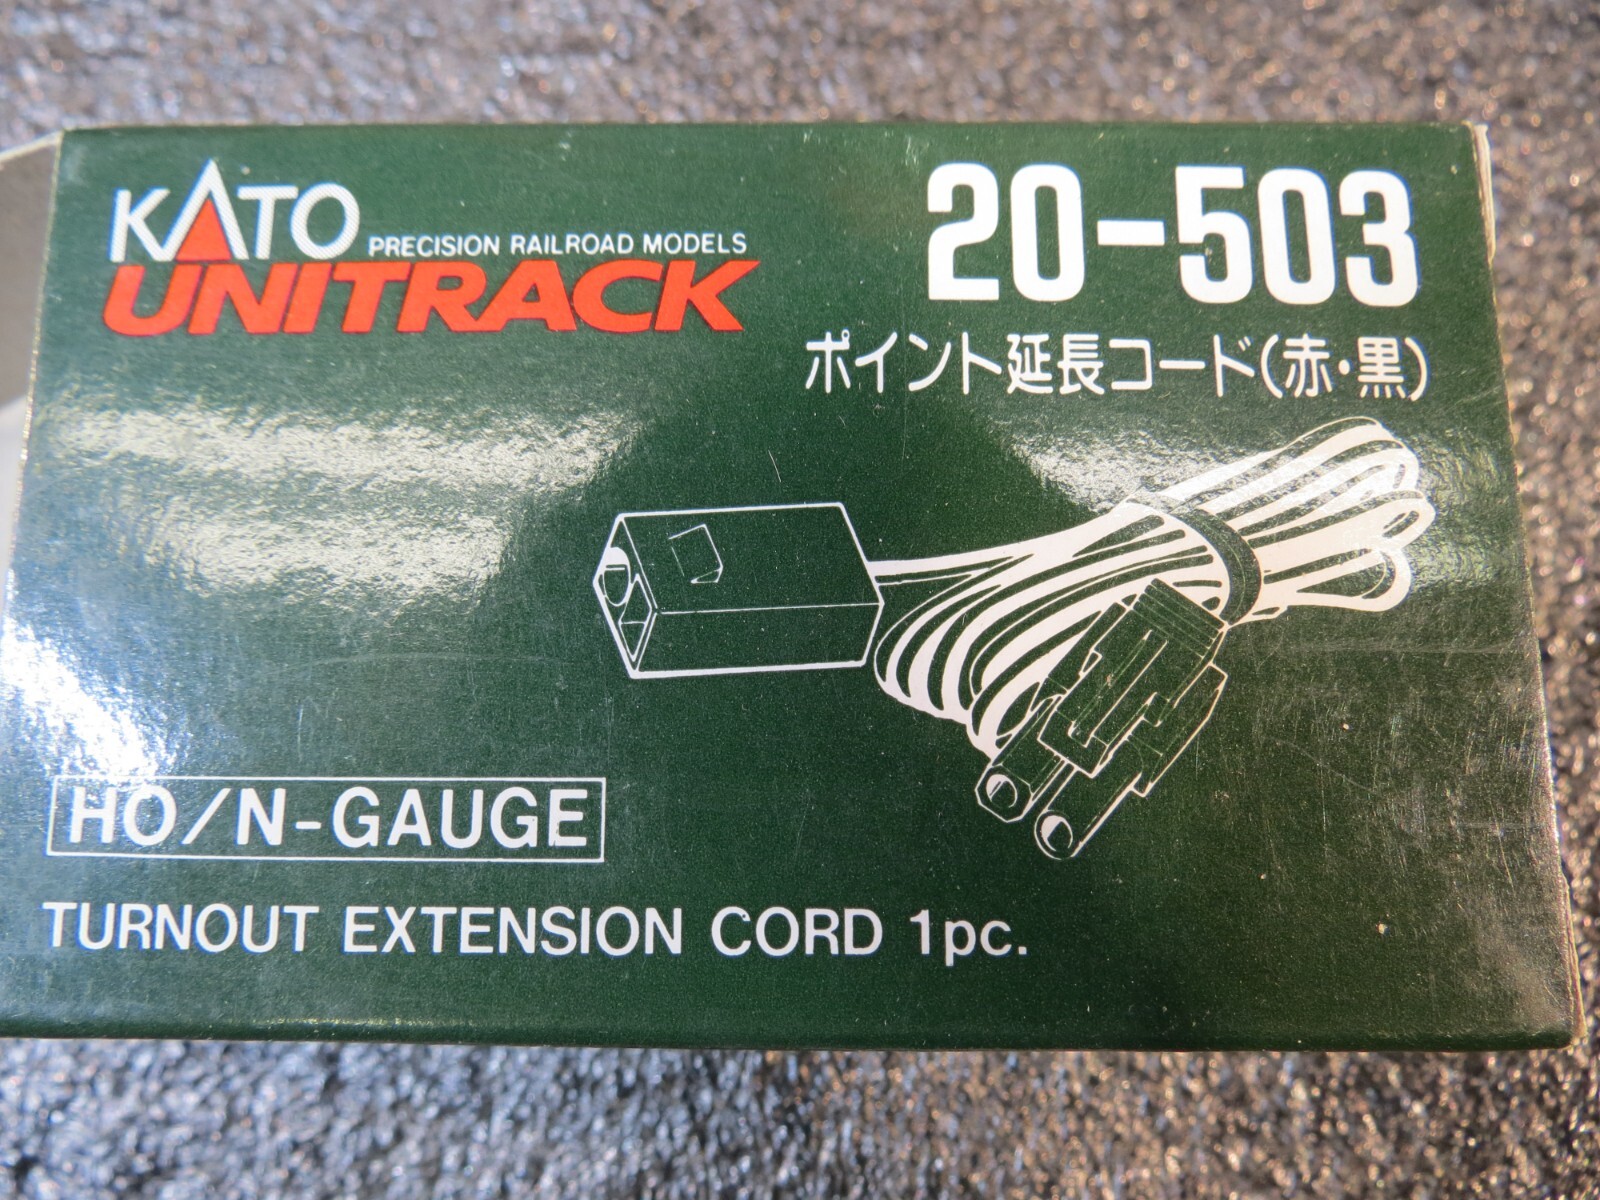 KATO PRECISION RAILROAD MODELS
UNITRACK
20-503
ポイント延長コード(赤・黒)
HO/N-GAUGE
TURNOUT EXTENSION CORD 1pc.